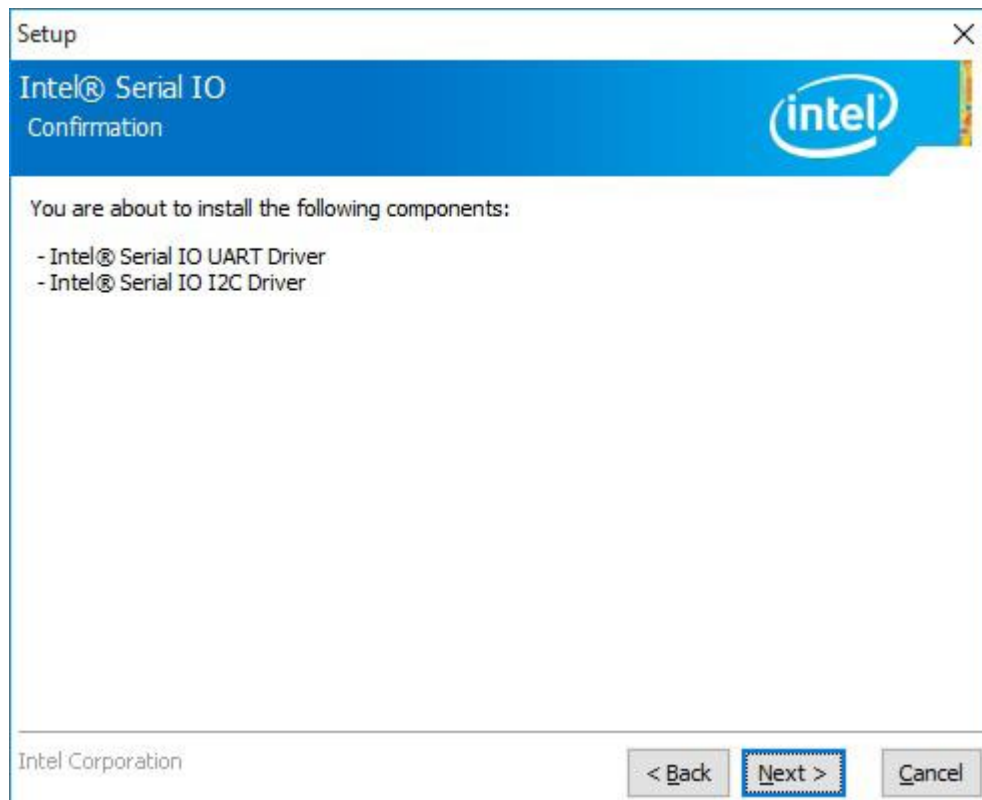 Setup
Intel® Serial IO
Confirmation
intel
You are about to install the following components:
- Intel® Serial IO UART Driver
- Intel® Serial IO I2C Driver
Intel Corporation
< Back
Next >
Cancel